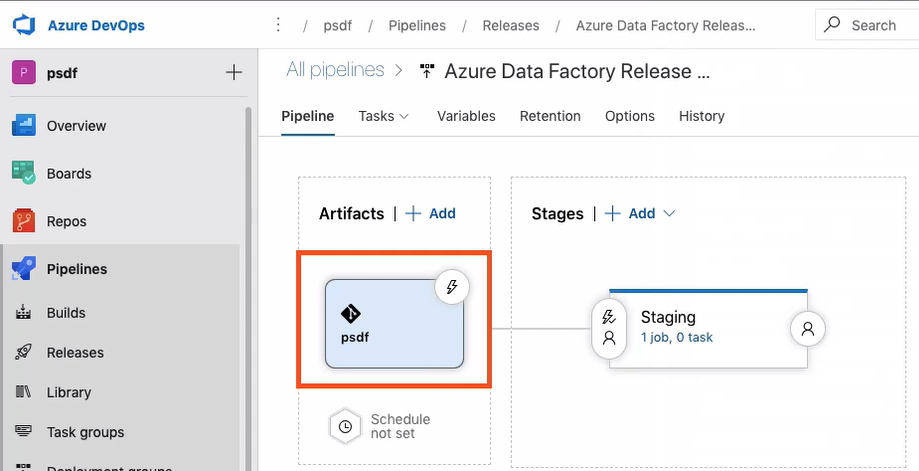 Azure DevOps
/ psdf / Pipelines / Releases / Azure Data Factory Releas...
Search
P
psdf
All pipelines > Azure Data Factory Release ...
Overview
Pipeline Tasks Variables Retention Options History
Boards
Repos
Artifacts | + Add
Stages | + Add
Pipelines
psdf
Staging
1 job, 0 task
Builds
Releases
Library
Schedule
not set
Task groups
Deployment groups